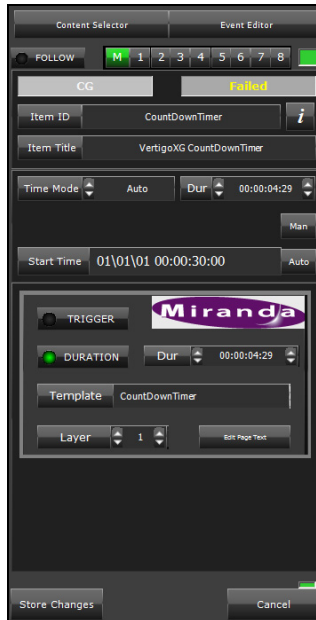 Content Selector Event Editor
FOLLOW M 1 2 3 4 5 6 7 8
CG Failed
Item ID CountDownTimer i
Item Title VertigoXG CountDownTimer
Time Mode Auto Dur 00:00:04:29
Man
Start Time 01\01\01 00:00:30:00 Auto
TRIGGER Miranda
DURATION Dur 00:00:04:29
Template CountDownTimer
Layer 1 Edit Page Text
Store Changes Cancel